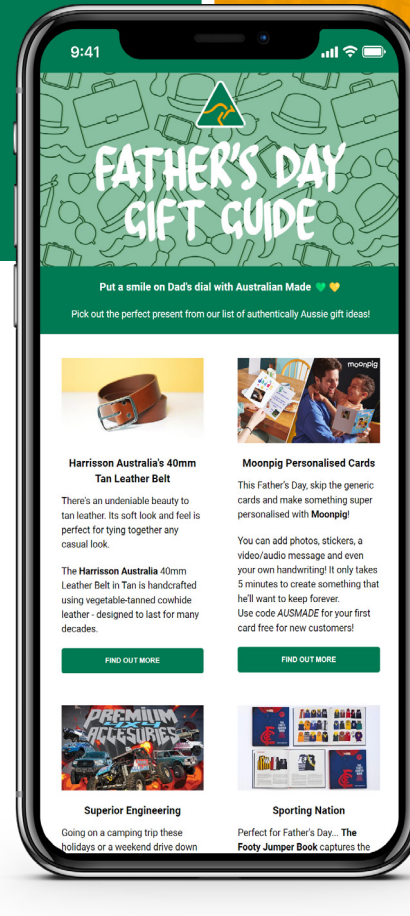 9:41
FATHER'S DAY
GIFT GUIDE
Put a smile on Dad's dial with Australian Made 💚 💛
Pick out the perfect present from our list of authentically Aussie gift ideas!
Harrisson Australia's 40mm
Tan Leather Belt
There's an undeniable beauty to
tan leather. Its soft look and feel is
perfect for tying together any
casual look.
The Harrisson Australia 40mm
Leather Belt in Tan is handcrafted
using vegetable-tanned cowhide
leather - designed to last for many
decades.
FIND OUT MORE
moonpig
Moonpig Personalised Cards
This Father's Day, skip the generic
cards and make something super
personalised with Moonpig!
You can add photos, stickers, a
video/audio message and even
your own handwriting! It only takes
5 minutes to create something that
he'll want to keep forever.
Use code AUSMADE for your first
card free for new customers!
FIND OUT MORE
PREMIUM
4X4
ACCESSORIES
Superior Engineering
Going on a camping trip these
holidays or a weekend drive down
Sporting Nation
Perfect for Father's Day... The
Footy Jumper Book captures the